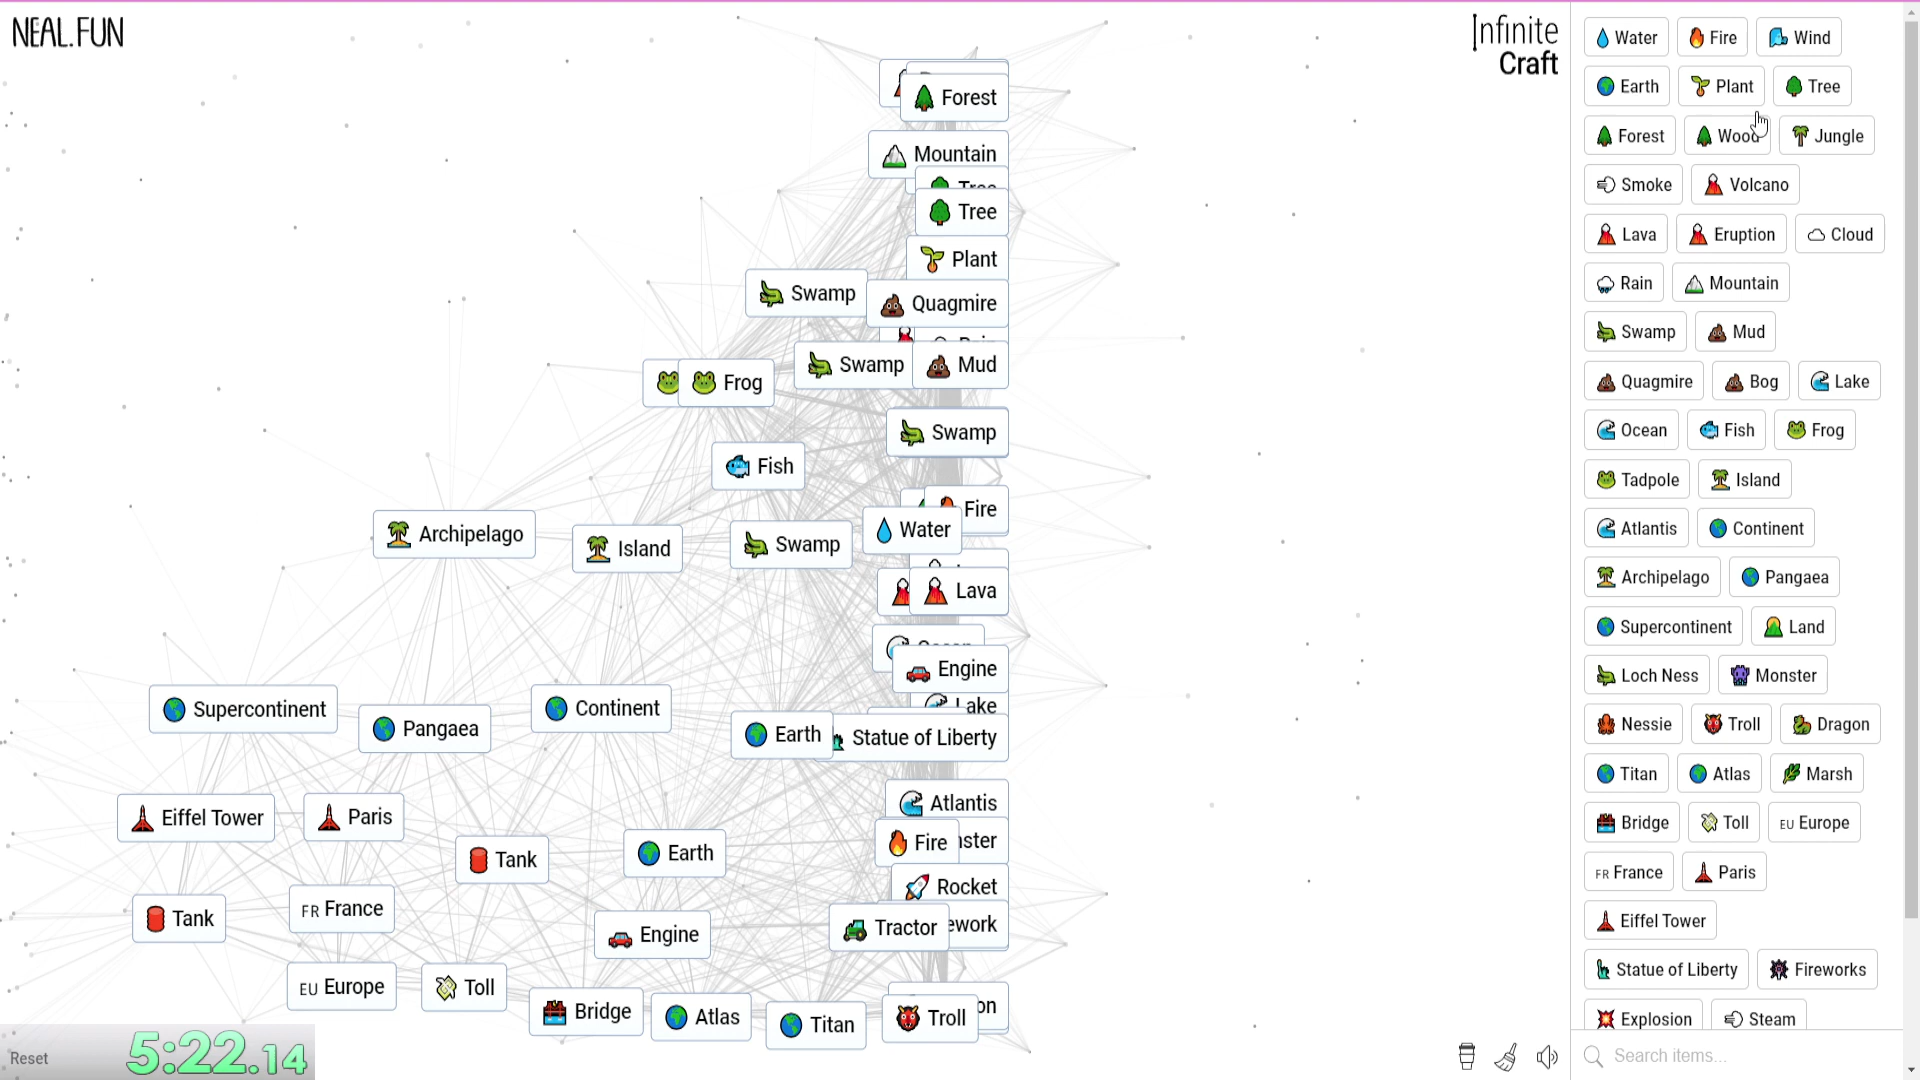 NEAL.FUN
Infinite
Craft
Forest
Mountain
Tree
Tree
Plant
Swamp
Quagmire
Swamp
Mud
Frog
Swamp
Fish
Fire
Water
Archipelago
Island
Swamp
Lava
Engine
Lake
Supercontinent
Pangaea
Continent
Earth
Statue of Liberty
Atlantis
Eiffel Tower
Paris
Tank
Earth
Fire
Rocket
Tank
FR France
Engine
Tractor
EU Europe
Toll
Bridge
Atlas
Titan
Troll
Reset
5:22.14
Water Fire Wind
Earth Plant Tree
Forest Wood Jungle
Smoke Volcano
Lava Eruption Cloud
Rain Mountain
Swamp Mud
Quagmire Bog Lake
Ocean Fish Frog
Tadpole Island
Atlantis Continent
Archipelago Pangaea
Supercontinent Land
Loch Ness Monster
Nessie Troll Dragon
Titan Atlas Marsh
Bridge Toll EU Europe
FR France Paris
Eiffel Tower
Statue of Liberty Fireworks
Explosion Steam
Search items...